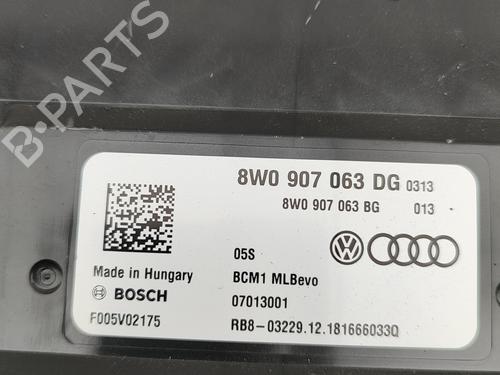 B-PARTS
8W0 907 063 DG 0313
8W0 907 063 BG 013
05S
Made in Hungary BCM1 MLBevo
BOSCH 07013001
F005V02175 RB8-03229.12.181666033Q